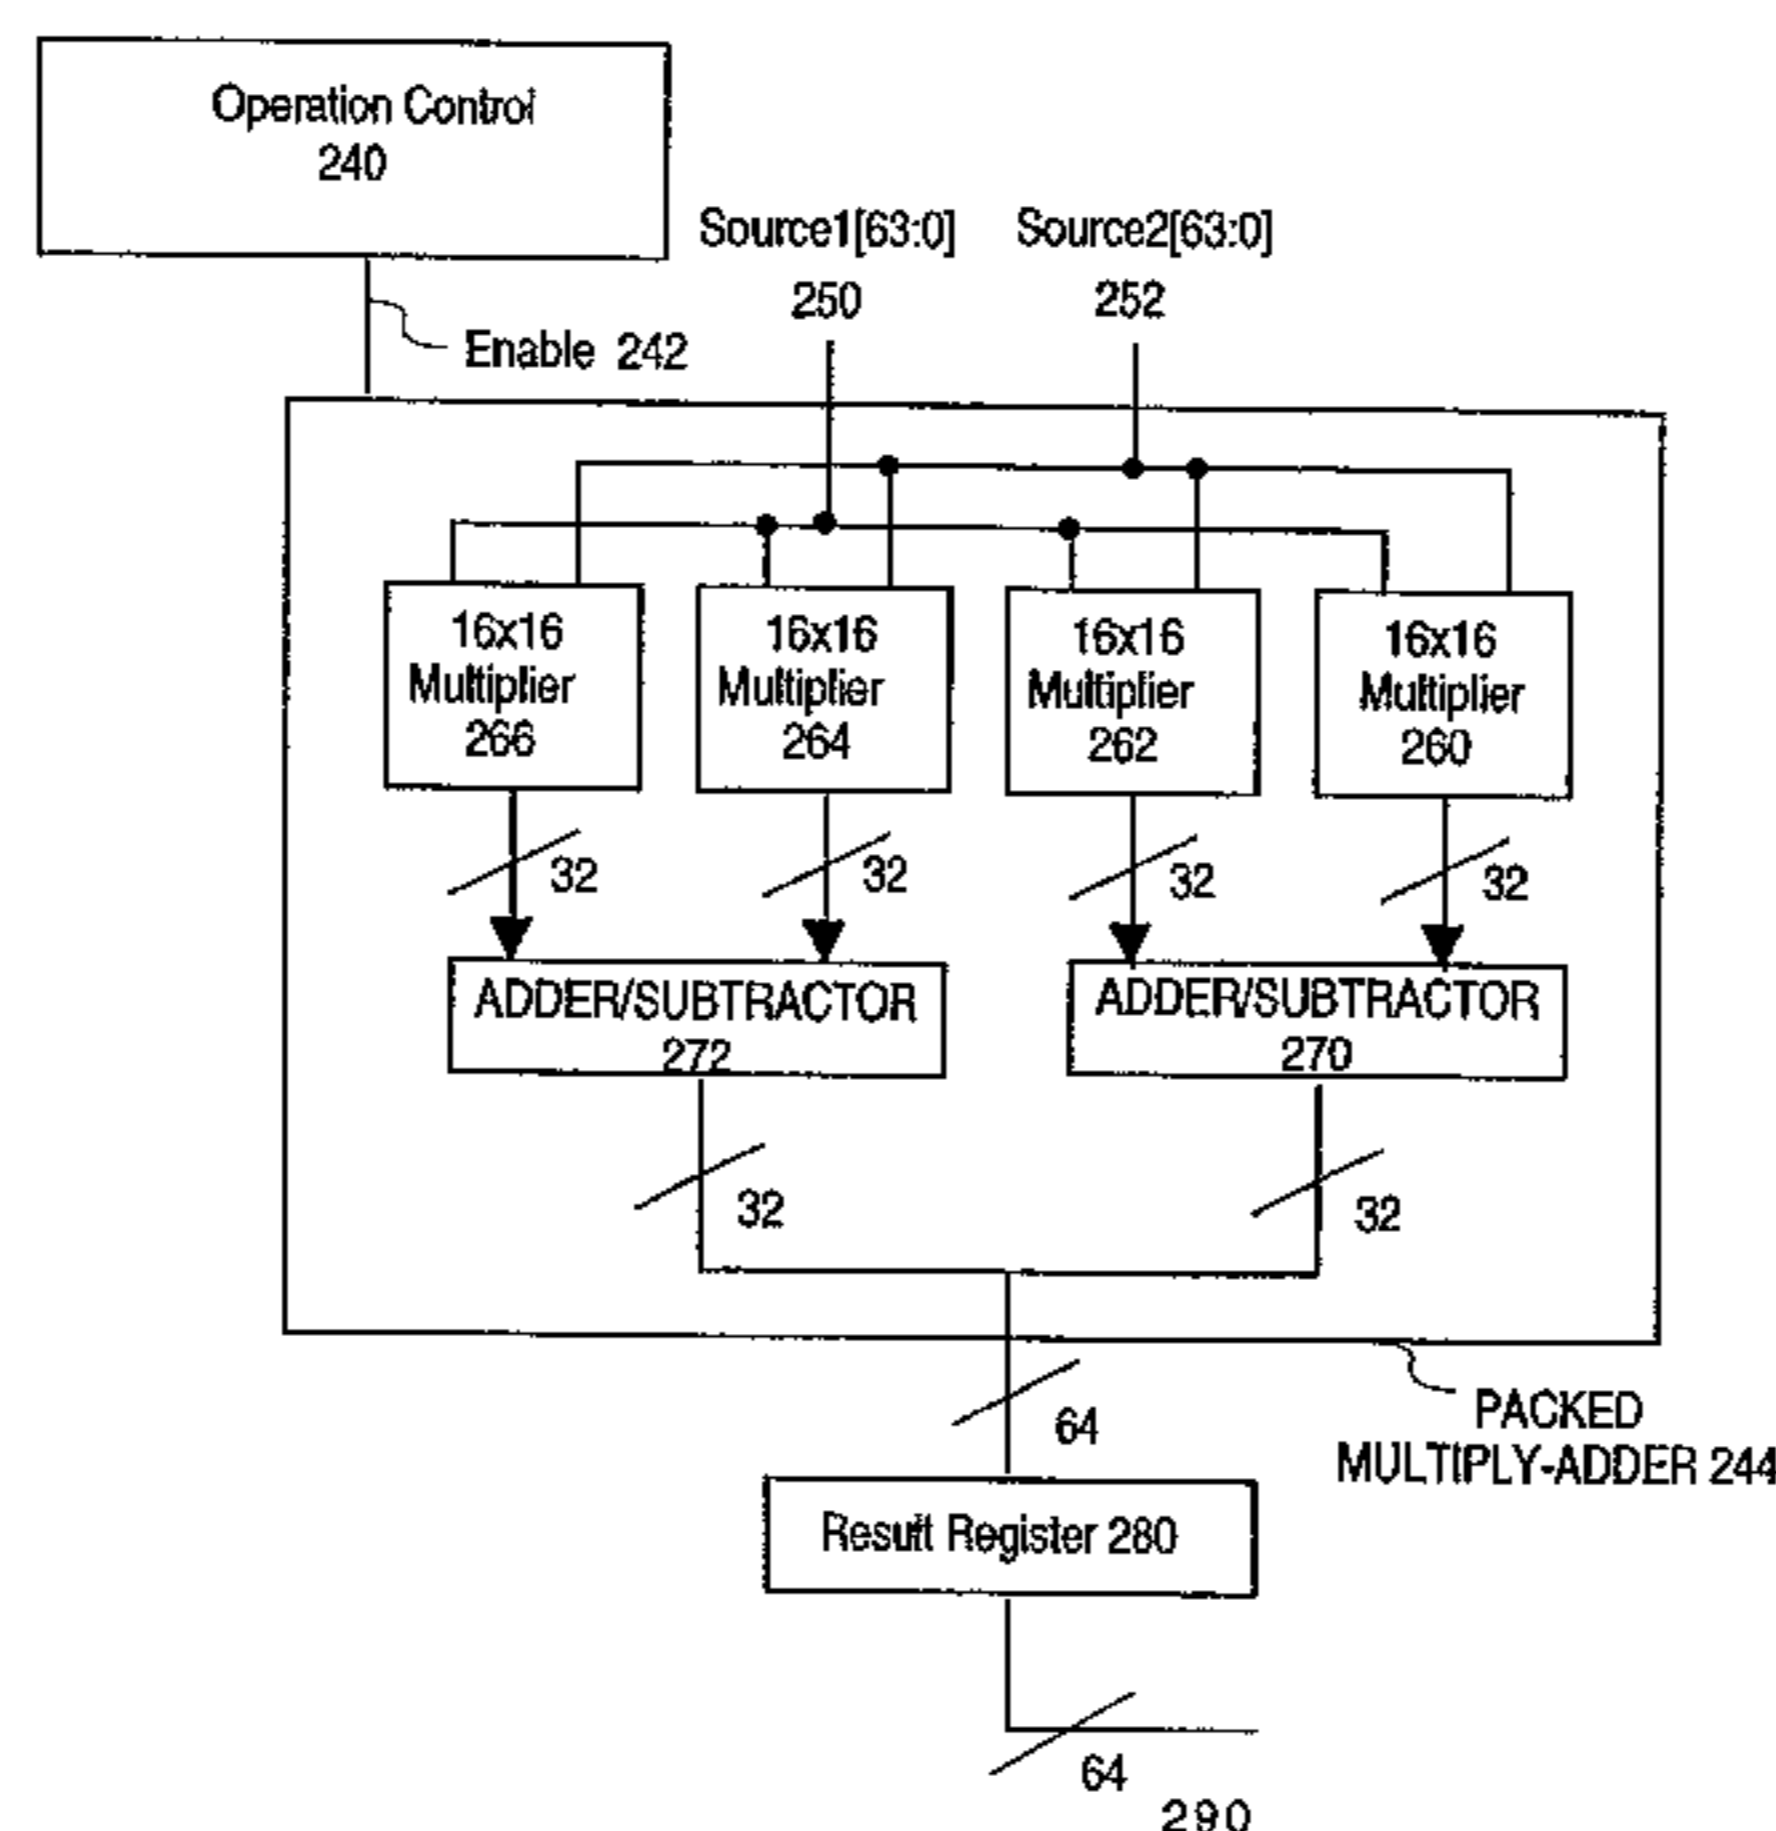 Operation Control
240
Source1[63:0]
Source2[63:0]
250
252
Enable 242
16x16
Multiplier
266
16x16
Multiplier
264
16x16
Multiplier
262
16x16
Multiplier
260
32
32
32
32
ADDER/SUBTRACTOR
272
ADDER/SUBTRACTOR
270
32
32
64
PACKED
MULTIPLY-ADDER 244
Result Register 280
64
290